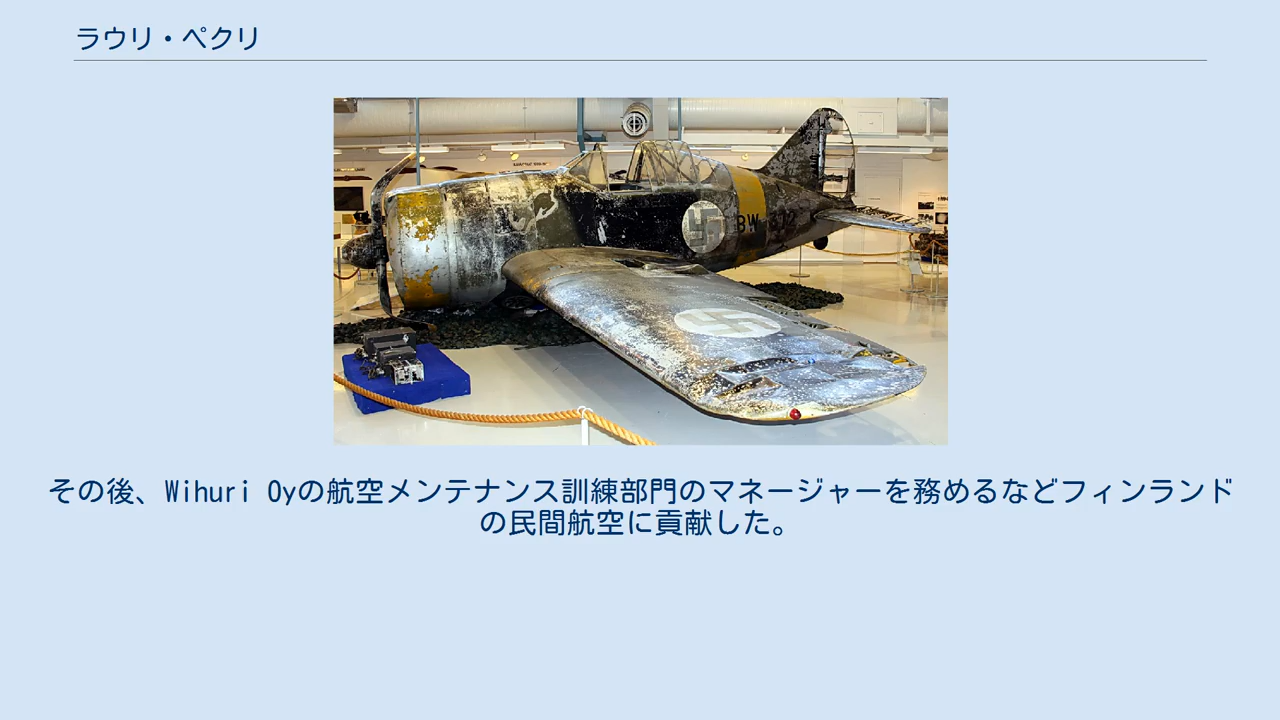 ラウリ・ペクリ
BW
その後、Wihuri Oyの航空メンテナンス訓練部門のマネージャーを務めるなどフィンランド
の民間航空に貢献した。